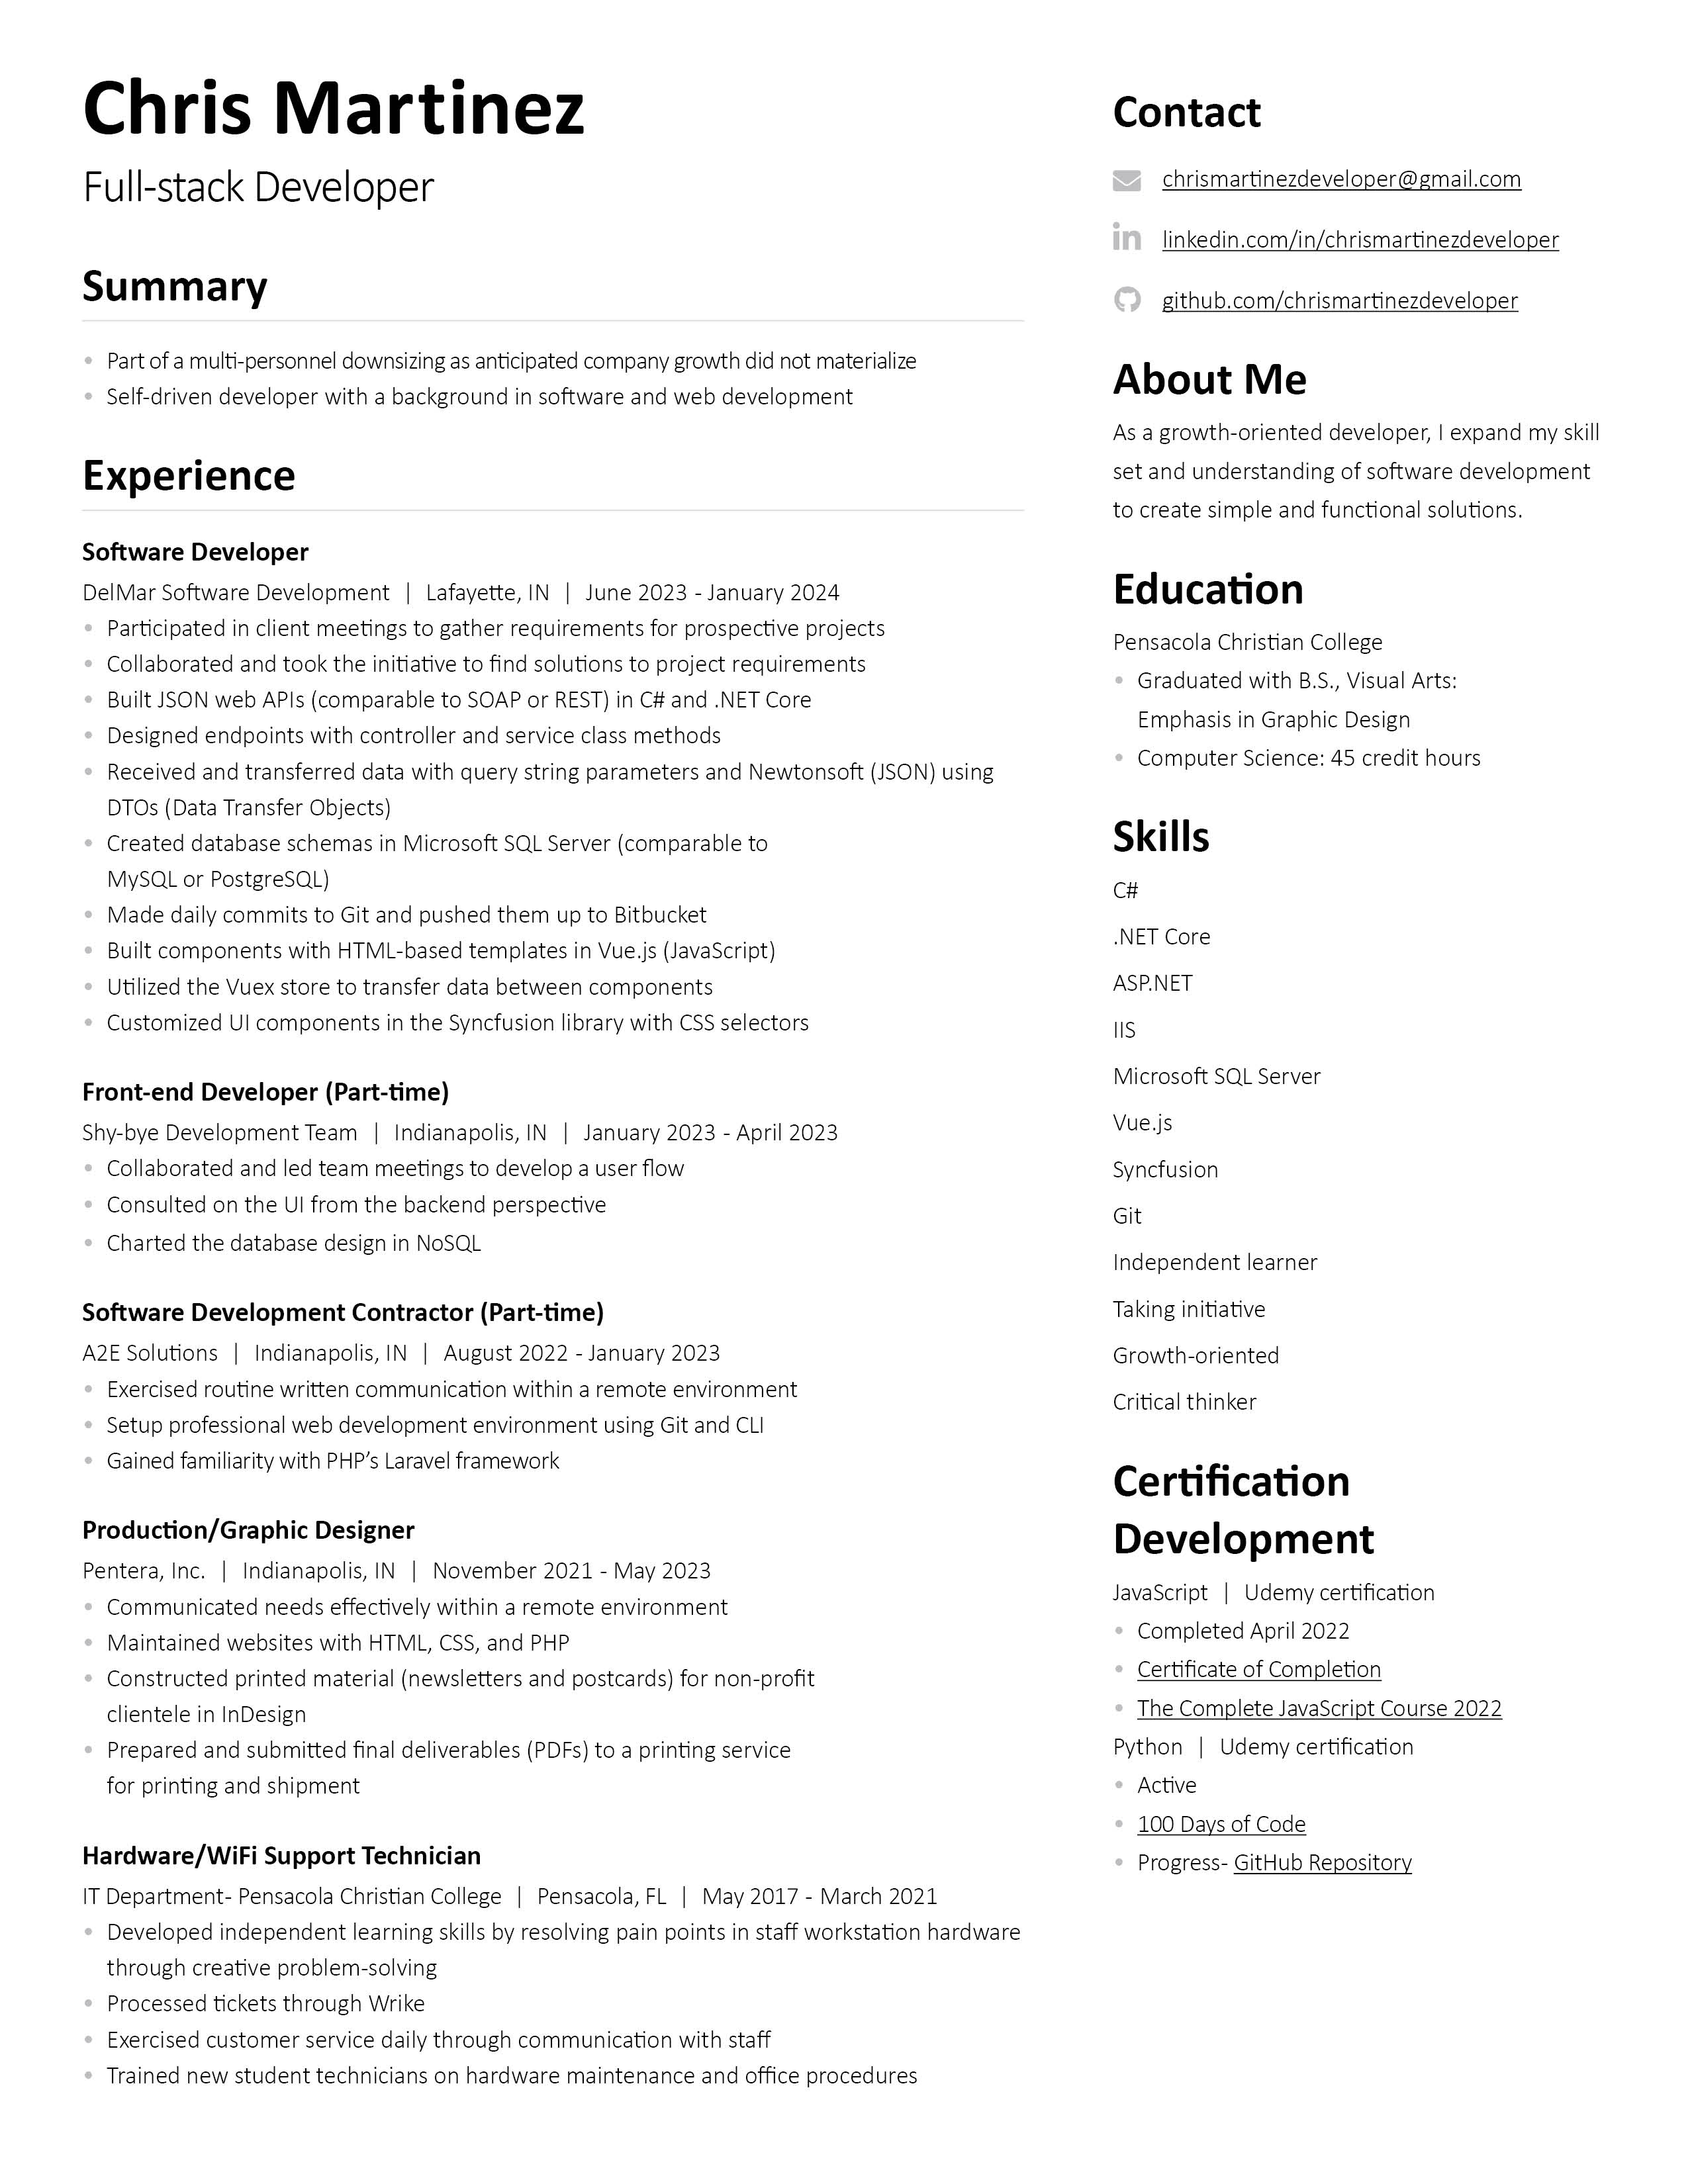 Chris Martinez
Full-stack Developer
Summary
• Part of a multi-personnel downsizing as anticipated company growth did not materialize
• Self-driven developer with a background in software and web development
Experience
Software Developer
DelMar Software Development | Lafayette, IN | June 2023 - January 2024
• Participated in client meetings to gather requirements for prospective projects
• Collaborated and took the initiative to find solutions to project requirements
• Built JSON web APIs (comparable to SOAP or REST) in C# and .NET Core
• Designed endpoints with controller and service class methods
• Received and transferred data with query string parameters and Newtonsoft (JSON) using
DTOs (Data Transfer Objects)
• Created database schemas in Microsoft SQL Server (comparable to
MySQL or PostgreSQL)
• Made daily commits to Git and pushed them up to Bitbucket
• Built components with HTML-based templates in Vue.js (JavaScript)
• Utilized the Vuex store to transfer data between components
• Customized UI components in the Syncfusion library with CSS selectors
Front-end Developer (Part-time)
Shy-bye Development Team | Indianapolis, IN | January 2023 - April 2023
• Collaborated and led team meetings to develop a user flow
• Consulted on the UI from the backend perspective
• Charted the database design in NoSQL
Software Development Contractor (Part-time)
A2E Solutions | Indianapolis, IN | August 2022 - January 2023
• Exercised routine written communication within a remote environment
• Setup professional web development environment using Git and CLI
• Gained familiarity with PHP’s Laravel framework
Production/Graphic Designer
Pentera, Inc. | Indianapolis, IN | November 2021 - May 2023
• Communicated needs effectively within a remote environment
• Maintained websites with HTML, CSS, and PHP
• Constructed printed material (newsletters and postcards) for non-profit
clientele in InDesign
• Prepared and submitted final deliverables (PDFs) to a printing service
for printing and shipment
Hardware/WiFi Support Technician
IT Department- Pensacola Christian College | Pensacola, FL | May 2017 - March 2021
• Developed independent learning skills by resolving pain points in staff workstation hardware
through creative problem-solving
• Processed tickets through Wrike
• Exercised customer service daily through communication with staff
• Trained new student technicians on hardware maintenance and office procedures
Contact
chrismartinezdeveloper@gmail.com
linkedin.com/in/chrismartinezdeveloper
github.com/chrismartinezdeveloper
About Me
As a growth-oriented developer, I expand my skill
set and understanding of software development
to create simple and functional solutions.
Education
Pensacola Christian College
• Graduated with B.S., Visual Arts:
Emphasis in Graphic Design
• Computer Science: 45 credit hours
Skills
C#
.NET Core
ASP.NET
IIS
Microsoft SQL Server
Vue.js
Syncfusion
Git
Independent learner
Taking initiative
Growth-oriented
Critical thinker
Certification
Development
JavaScript | Udemy certification
• Completed April 2022
• Certificate of Completion
• The Complete JavaScript Course 2022
Python | Udemy certification
• Active
• 100 Days of Code
• Progress- GitHub Repository